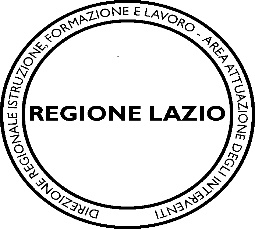 DIREZIONE REGIONALE ISTRUZIONE, FORMAZIONE E LAVORO - AREA ATTUAZIONE DEGLI INTERVENTI
REGIONE LAZIO